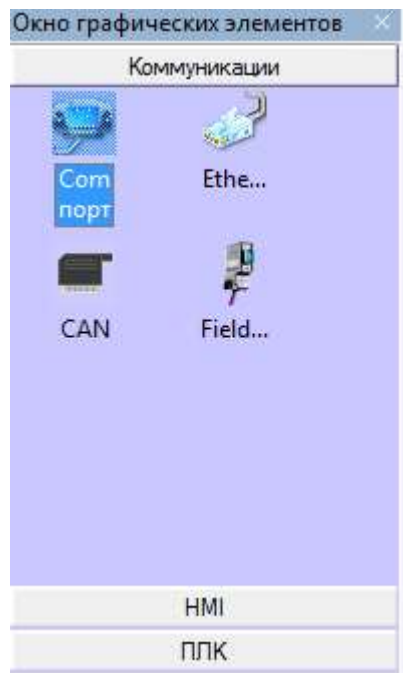 Окно графических элементов
Коммуникации
Com
порт
Ethe...
CAN
Field...
HMI
ПЛК